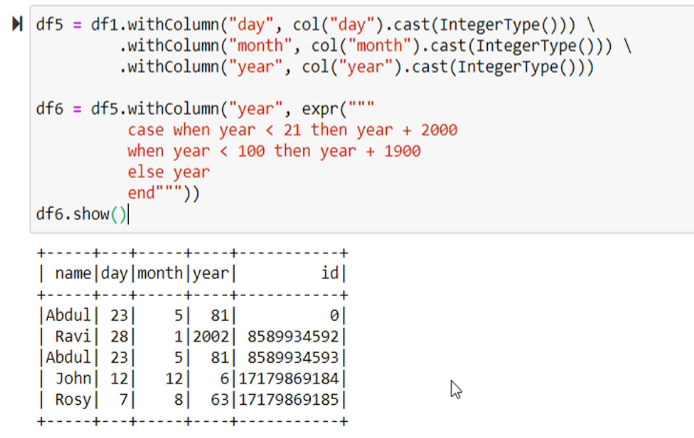 df5 = df1.withColumn("day", col("day").cast(IntegerType())) \
.withColumn("month", col("month").cast(IntegerType())) \
.withColumn("year", col("year").cast(IntegerType()))
df6 = df5.withColumn("year", expr("""
case when year < 21 then year + 2000
when year < 100 then year + 1900
else year
end"""))
df6.show()
+-----+---+-----+----+-----------+
| name|day|month|year|         id|
+-----+---+-----+----+-----------+
|Abdul| 23|    5|  81|          0|
| Ravi| 28|    1|2002| 8589934592|
|Abdul| 23|    5|  81| 8589934593|
| John| 12|   12|   6|17179869184|
| Rosy|  7|    8|  63|17179869185|
+-----+---+-----+----+-----------+